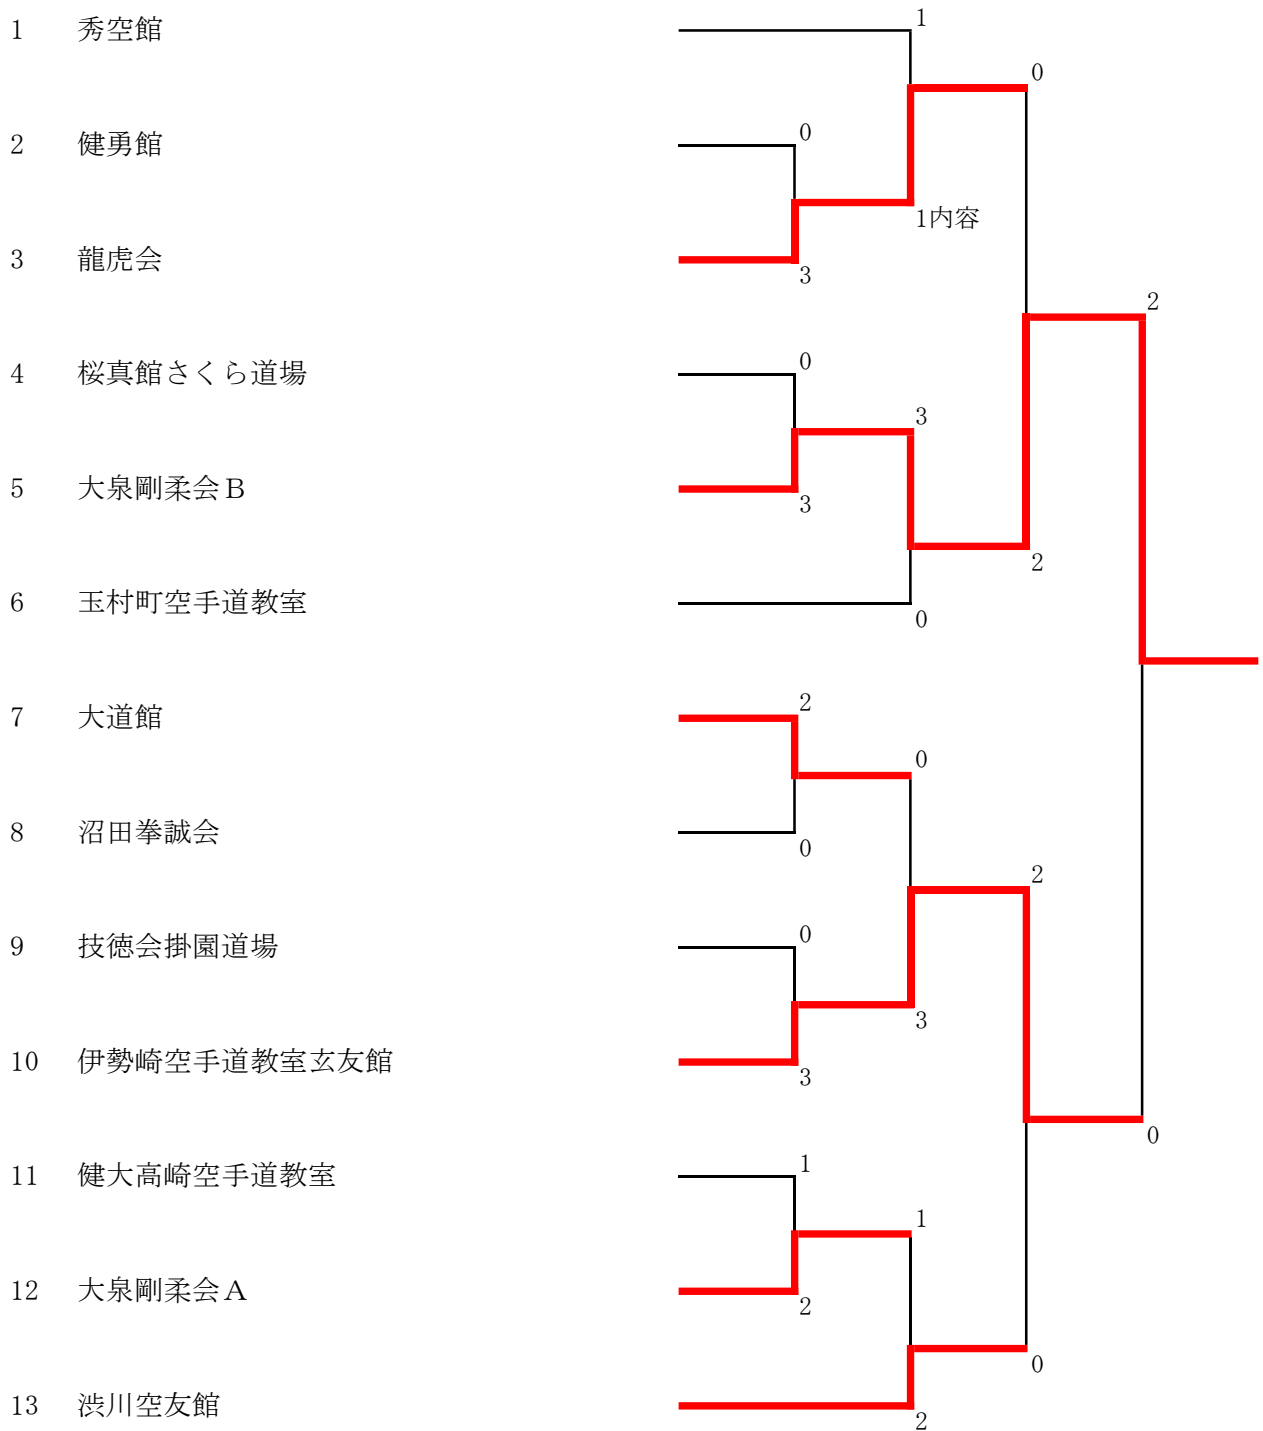 1 秀空館
1
0
2 健勇館
0
1内容
3 龍虎会
3
2
4 桜真館さくら道場
0
3
5 大泉剛柔会Ｂ
3
2
6 玉村町空手道教室
0
7 大道館
2
0
8 沼田拳誠会
0
2
9 技徳会掛園道場
0
3
10 伊勢崎空手道教室玄友館
3
0
11 健大高崎空手道教室
1
1
12 大泉剛柔会Ａ
2
0
13 渋川空友館
2